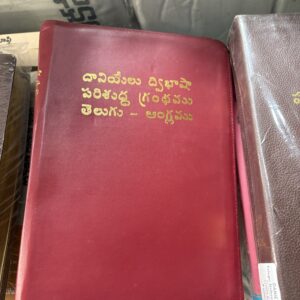 దానియేలు ద్విభాషా
పరిశుద్ధ గ్రంథము
తెలుగు - ఆంగ్లము